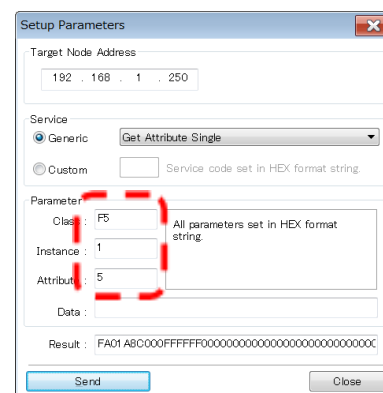 Setup Parameters
Target Node Address
192 . 168 . 1 . 250
Service
Generic Get Attribute Single
Custom Service code set in HEX format string.
Parameter
Class : F5 All parameters set in HEX format
string.
Instance : 1
Attribute : 5
Data :
Result :
Send Close